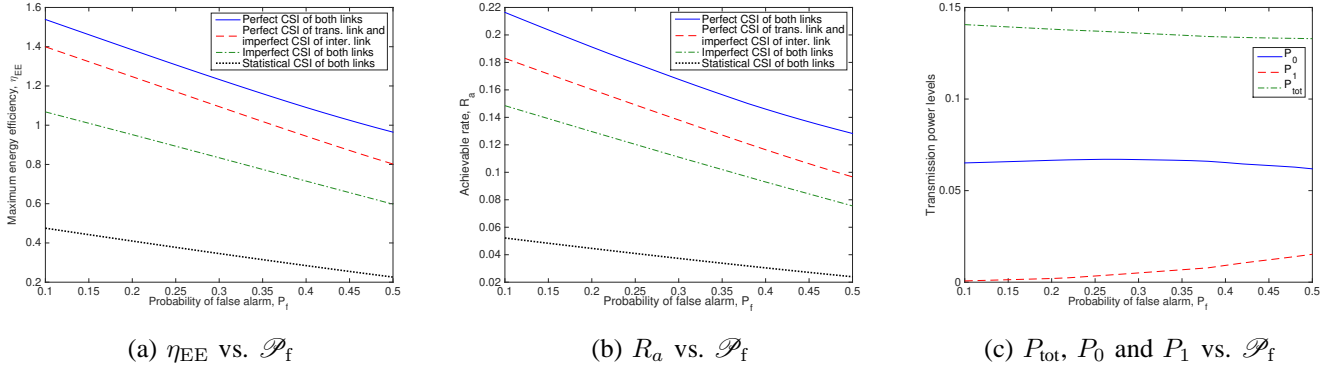 1.8
1.6
1.4
1.2
1
0.8
0.6
0.4
0.2
Maximum energy efficiency, η_EE
Perfect CSI of both links
Perfect CSI of trans. link and
imperfect CSI of inter. link
Imperfect CSI of both links
Statistical CSI of both links
0.1 0.15 0.2 0.25 0.3 0.35 0.4 0.45 0.5
Probability of false alarm, P_f
(a) η_EE vs. 𝒫_f
0.22
0.2
0.18
0.16
0.14
0.12
0.1
0.08
0.06
0.04
0.02
Achievable rate, R_a
Perfect CSI of both links
Perfect CSI of trans. link and
imperfect CSI of inter. link
Imperfect CSI of both links
Statistical CSI of both links
0.1 0.15 0.2 0.25 0.3 0.35 0.4 0.45 0.5
Probability of false alarm, P_f
(b) R_a vs. 𝒫_f
0.15
0.1
0.05
0
Transmission power levels
P_0
P_1
P_tot
0.1 0.15 0.2 0.25 0.3 0.35 0.4 0.45 0.5
Probability of false alarm, P_f
(c) P_tot, P_0 and P_1 vs. 𝒫_f